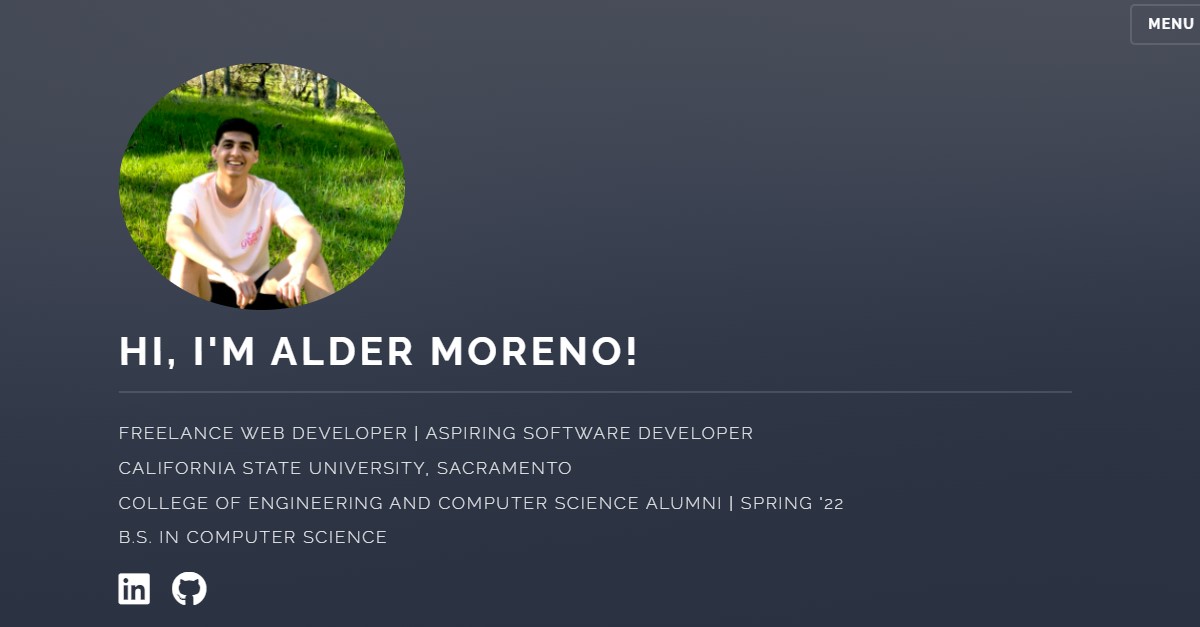 MENU
HI, I'M ALDER MORENO!
FREELANCE WEB DEVELOPER | ASPIRING SOFTWARE DEVELOPER
CALIFORNIA STATE UNIVERSITY, SACRAMENTO
COLLEGE OF ENGINEERING AND COMPUTER SCIENCE ALUMNI | SPRING '22
B.S. IN COMPUTER SCIENCE
in